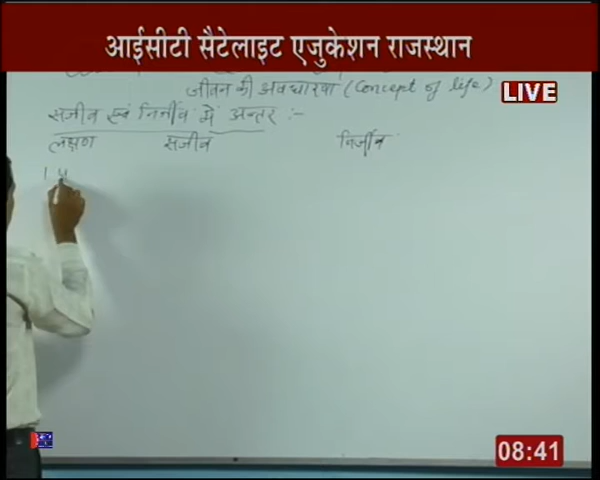 आईसीटी सैटेलाइट एजुकेशन राजस्थान
जीवन की अवधारणा (Concept of life)
LIVE
सजीव एवं निर्जीव में अन्तर :-
लक्षण सजीव निर्जीव
1
08:41